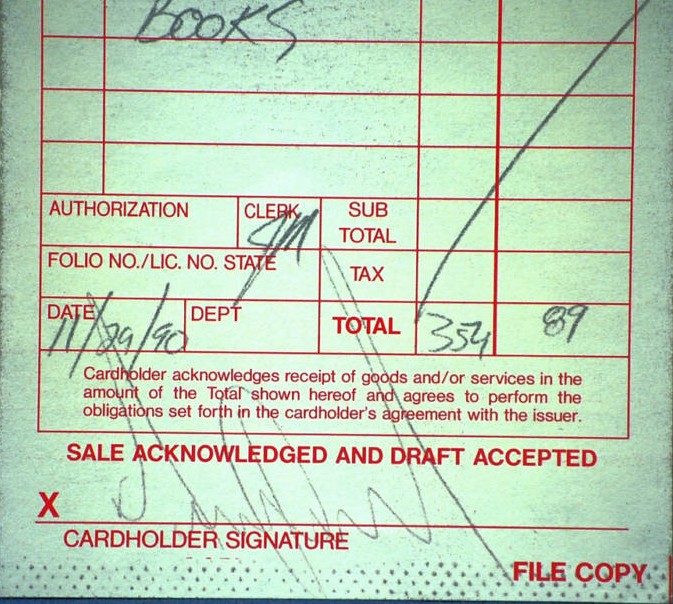 BOOKS
AUTHORIZATION
CLERK
JM
SUB
TOTAL
FOLIO NO./LIC. NO. STATE
TAX
DATE
11/29/90
DEPT
TOTAL
354 89
Cardholder acknowledges receipt of goods and/or services in the
amount of the Total shown hereof and agrees to perform the
obligations set forth in the cardholder's agreement with the issuer.
SALE ACKNOWLEDGED AND DRAFT ACCEPTED
X
CARDHOLDER SIGNATURE
FILE COPY